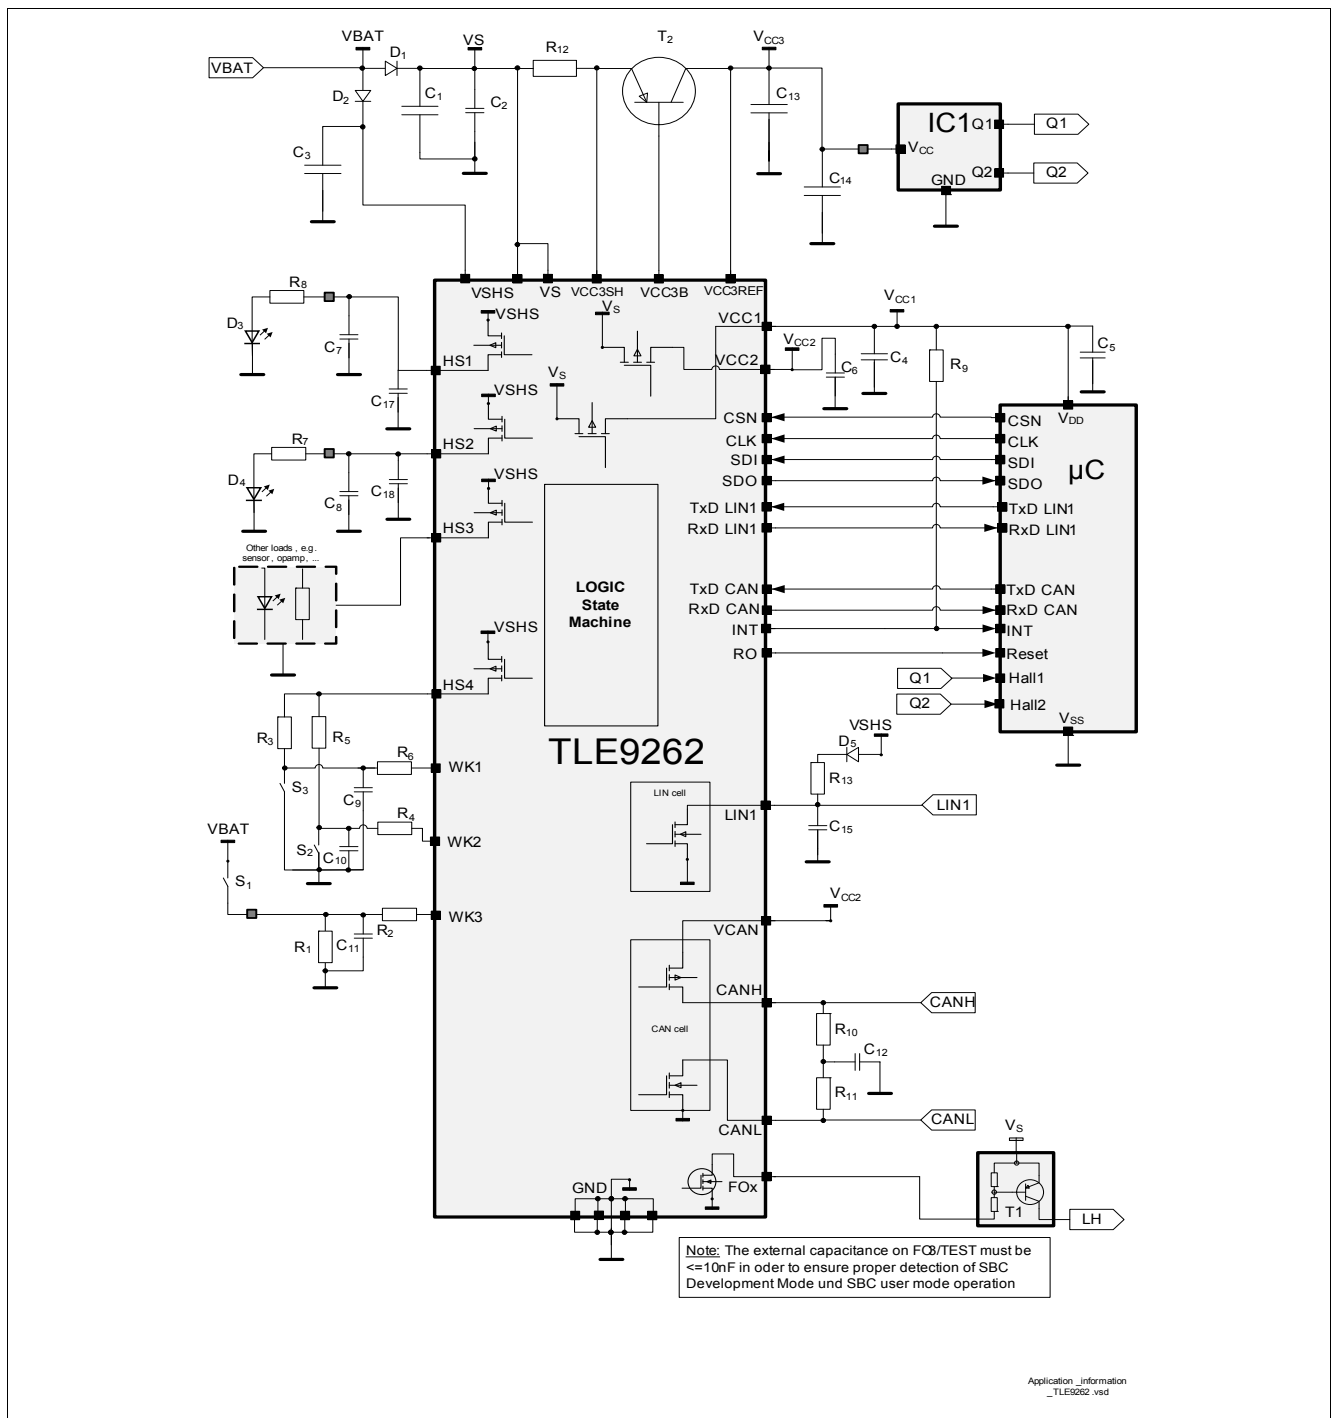 VBAT
VBAT
D1
VS
R12
T2
VCC3
D2
C1
C2
C13
C3
C14
IC1
VCC
Q1
Q1
Q2
Q2
GND
VSHS
VS
VCC3SH
VCC3B
VCC3REF
R8
D3
C7
C17
HS1
VSHS
VS
VCC1
VCC1
VCC2
VCC2
C6
C4
R9
C5
VS
VSHS
HS2
R7
D4
C8
C18
VSHS
HS3
Other loads , e.g.
sensor , opamp, ...
CSN
CLK
SDI
SDO
TxD LIN1
RxD LIN1
TxD CAN
RxD CAN
INT
RO
VDD
µC
CSN
CLK
SDI
SDO
TxD LIN1
RxD LIN1
TxD CAN
RxD CAN
INT
Reset
Hall1
Hall2
VSS
Q1
Q2
LOGIC
State
Machine
VSHS
HS4
R3
R5
R6
WK1
S3
C9
R4
WK2
S2
C10
VBAT
S1
WK3
R1
C11
R2
TLE9262
LIN cell
LIN1
VSHS
D5
R13
C15
LIN1
VCC2
VCAN
CAN cell
CANH
CANH
R10
C12
R11
CANL
CANL
FOx
VS
T1
LH
GND
Note: The external capacitance on FO3/TEST must be
<=10nF in oder to ensure proper detection of SBC
Development Mode und SBC user mode operation
Application _information
_TLE9262 .vsd